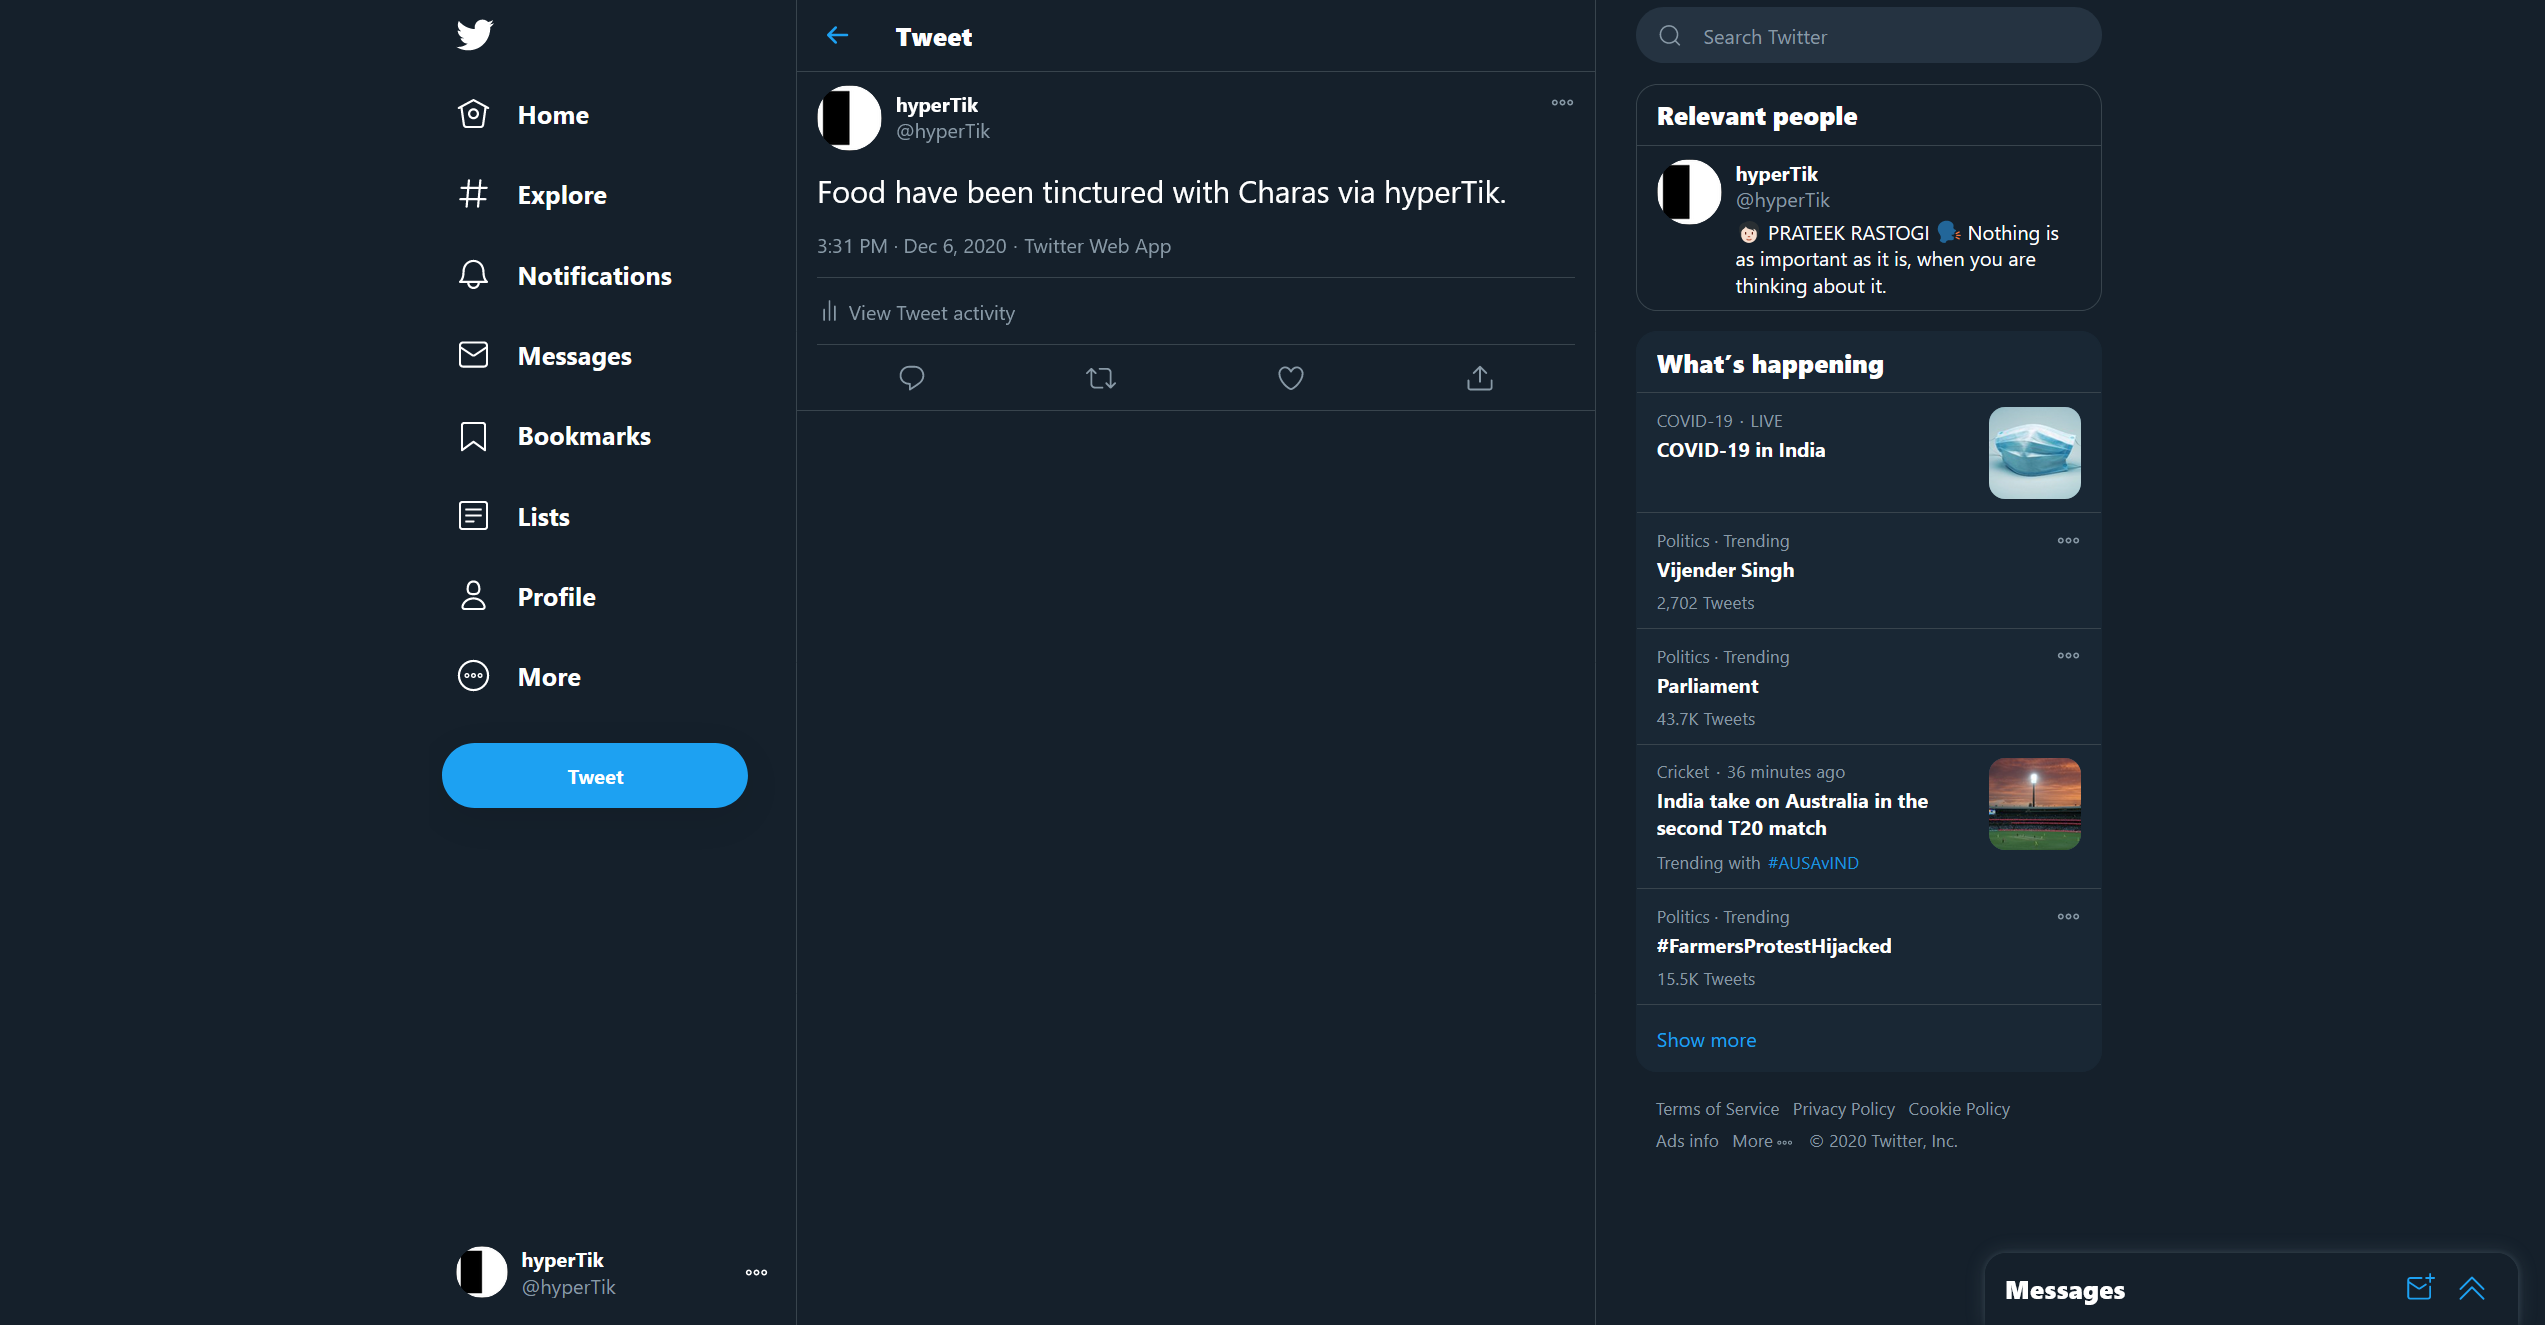 Home
Explore
Notifications
Messages
Bookmarks
Lists
Profile
More
Tweet
hyperTik
@hyperTik
Tweet
hyperTik
@hyperTik
Food have been tinctured with Charas via hyperTik.
3:31 PM · Dec 6, 2020 · Twitter Web App
View Tweet activity
Search Twitter
Relevant people
hyperTik
@hyperTik
PRATEEK RASTOGI Nothing is
as important as it is, when you are
thinking about it.
What’s happening
COVID-19 · LIVE
COVID-19 in India
Politics · Trending
Vijender Singh
2,702 Tweets
Politics · Trending
Parliament
43.7K Tweets
Cricket · 36 minutes ago
India take on Australia in the
second T20 match
Trending with #AUSAvIND
Politics · Trending
#FarmersProtestHijacked
15.5K Tweets
Show more
Terms of Service Privacy Policy Cookie Policy
Ads info More © 2020 Twitter, Inc.
Messages